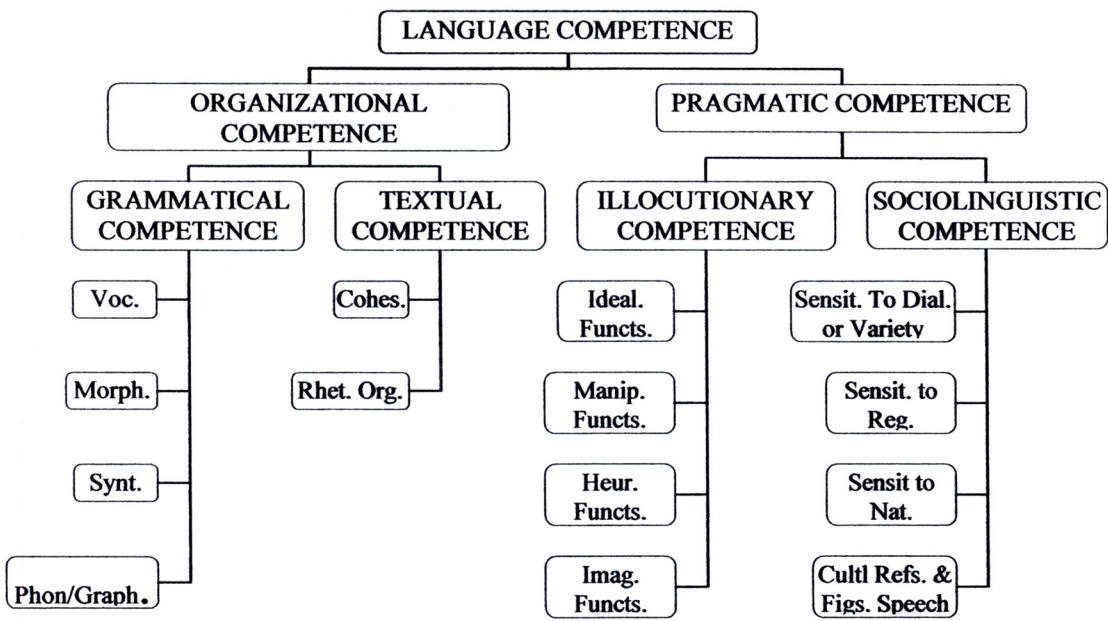 LANGUAGE COMPETENCE
ORGANIZATIONAL
COMPETENCE
PRAGMATIC COMPETENCE
GRAMMATICAL
COMPETENCE
TEXTUAL
COMPETENCE
ILLOCUTIONARY
COMPETENCE
SOCIOLINGUISTIC
COMPETENCE
Voc.
Morph.
Synt.
Phon/Graph.
Cohes.
Rhet. Org.
Ideal.
Functs.
Manip.
Functs.
Heur.
Functs.
Imag.
Functs.
Sensit. To Dial.
or Variety
Sensit. to
Reg.
Sensit to
Nat.
Cultl Refs. &
Figs. Speech